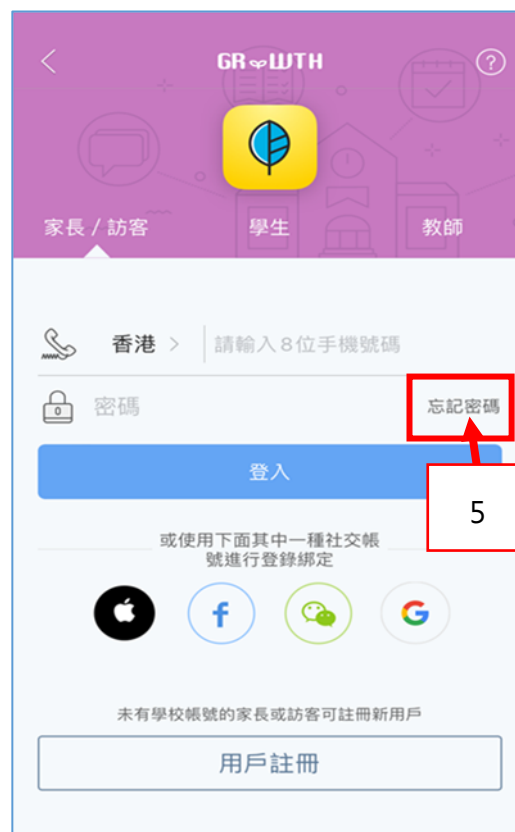 GROWTH
?
家長 / 訪客 學生 教師
香港 > 請輸入8位手機號碼
密碼 忘記密碼
登入
5
或使用下面其中一種社交帳
號進行登錄綁定
f G
未有學校帳號的家長或訪客可註冊新用戶
用戶註冊